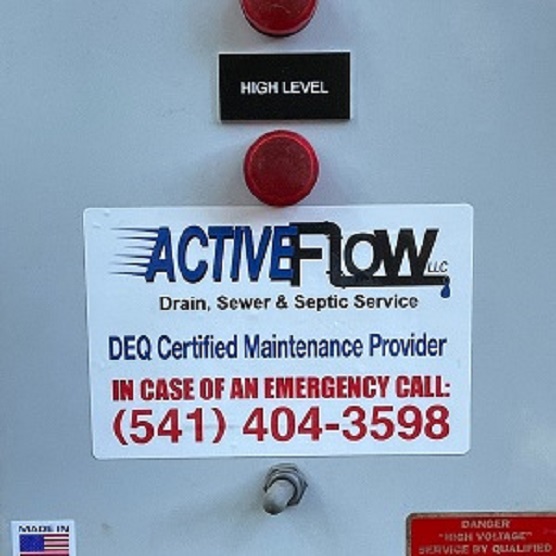 HIGH LEVEL
ACTIVEFLOW LLC
Drain, Sewer & Septic Service
DEQ Certified Maintenance Provider
IN CASE OF AN EMERGENCY CALL:
(541) 404-3598
MADE IN
DANGER
"HIGH VOLTAGE"
SERVICE BY QUALIFIED